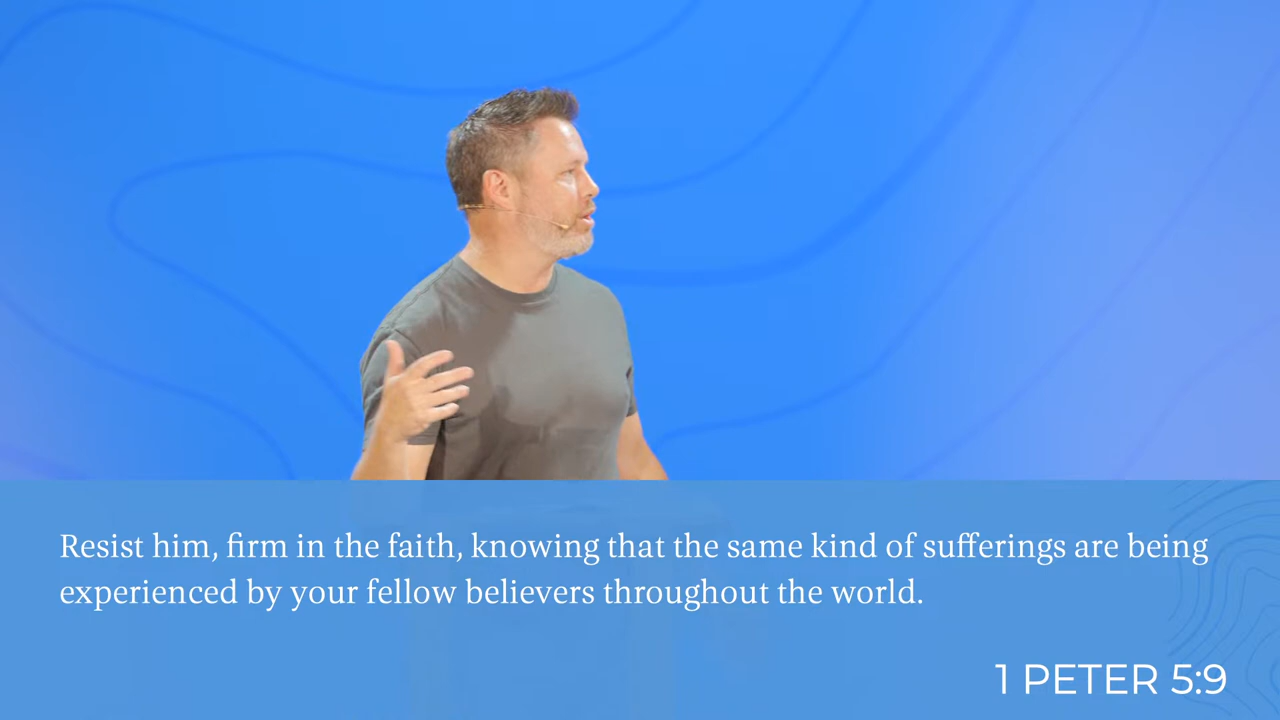 Resist him, firm in the faith, knowing that the same kind of sufferings are being
experienced by your fellow believers throughout the world.
1 PETER 5:9